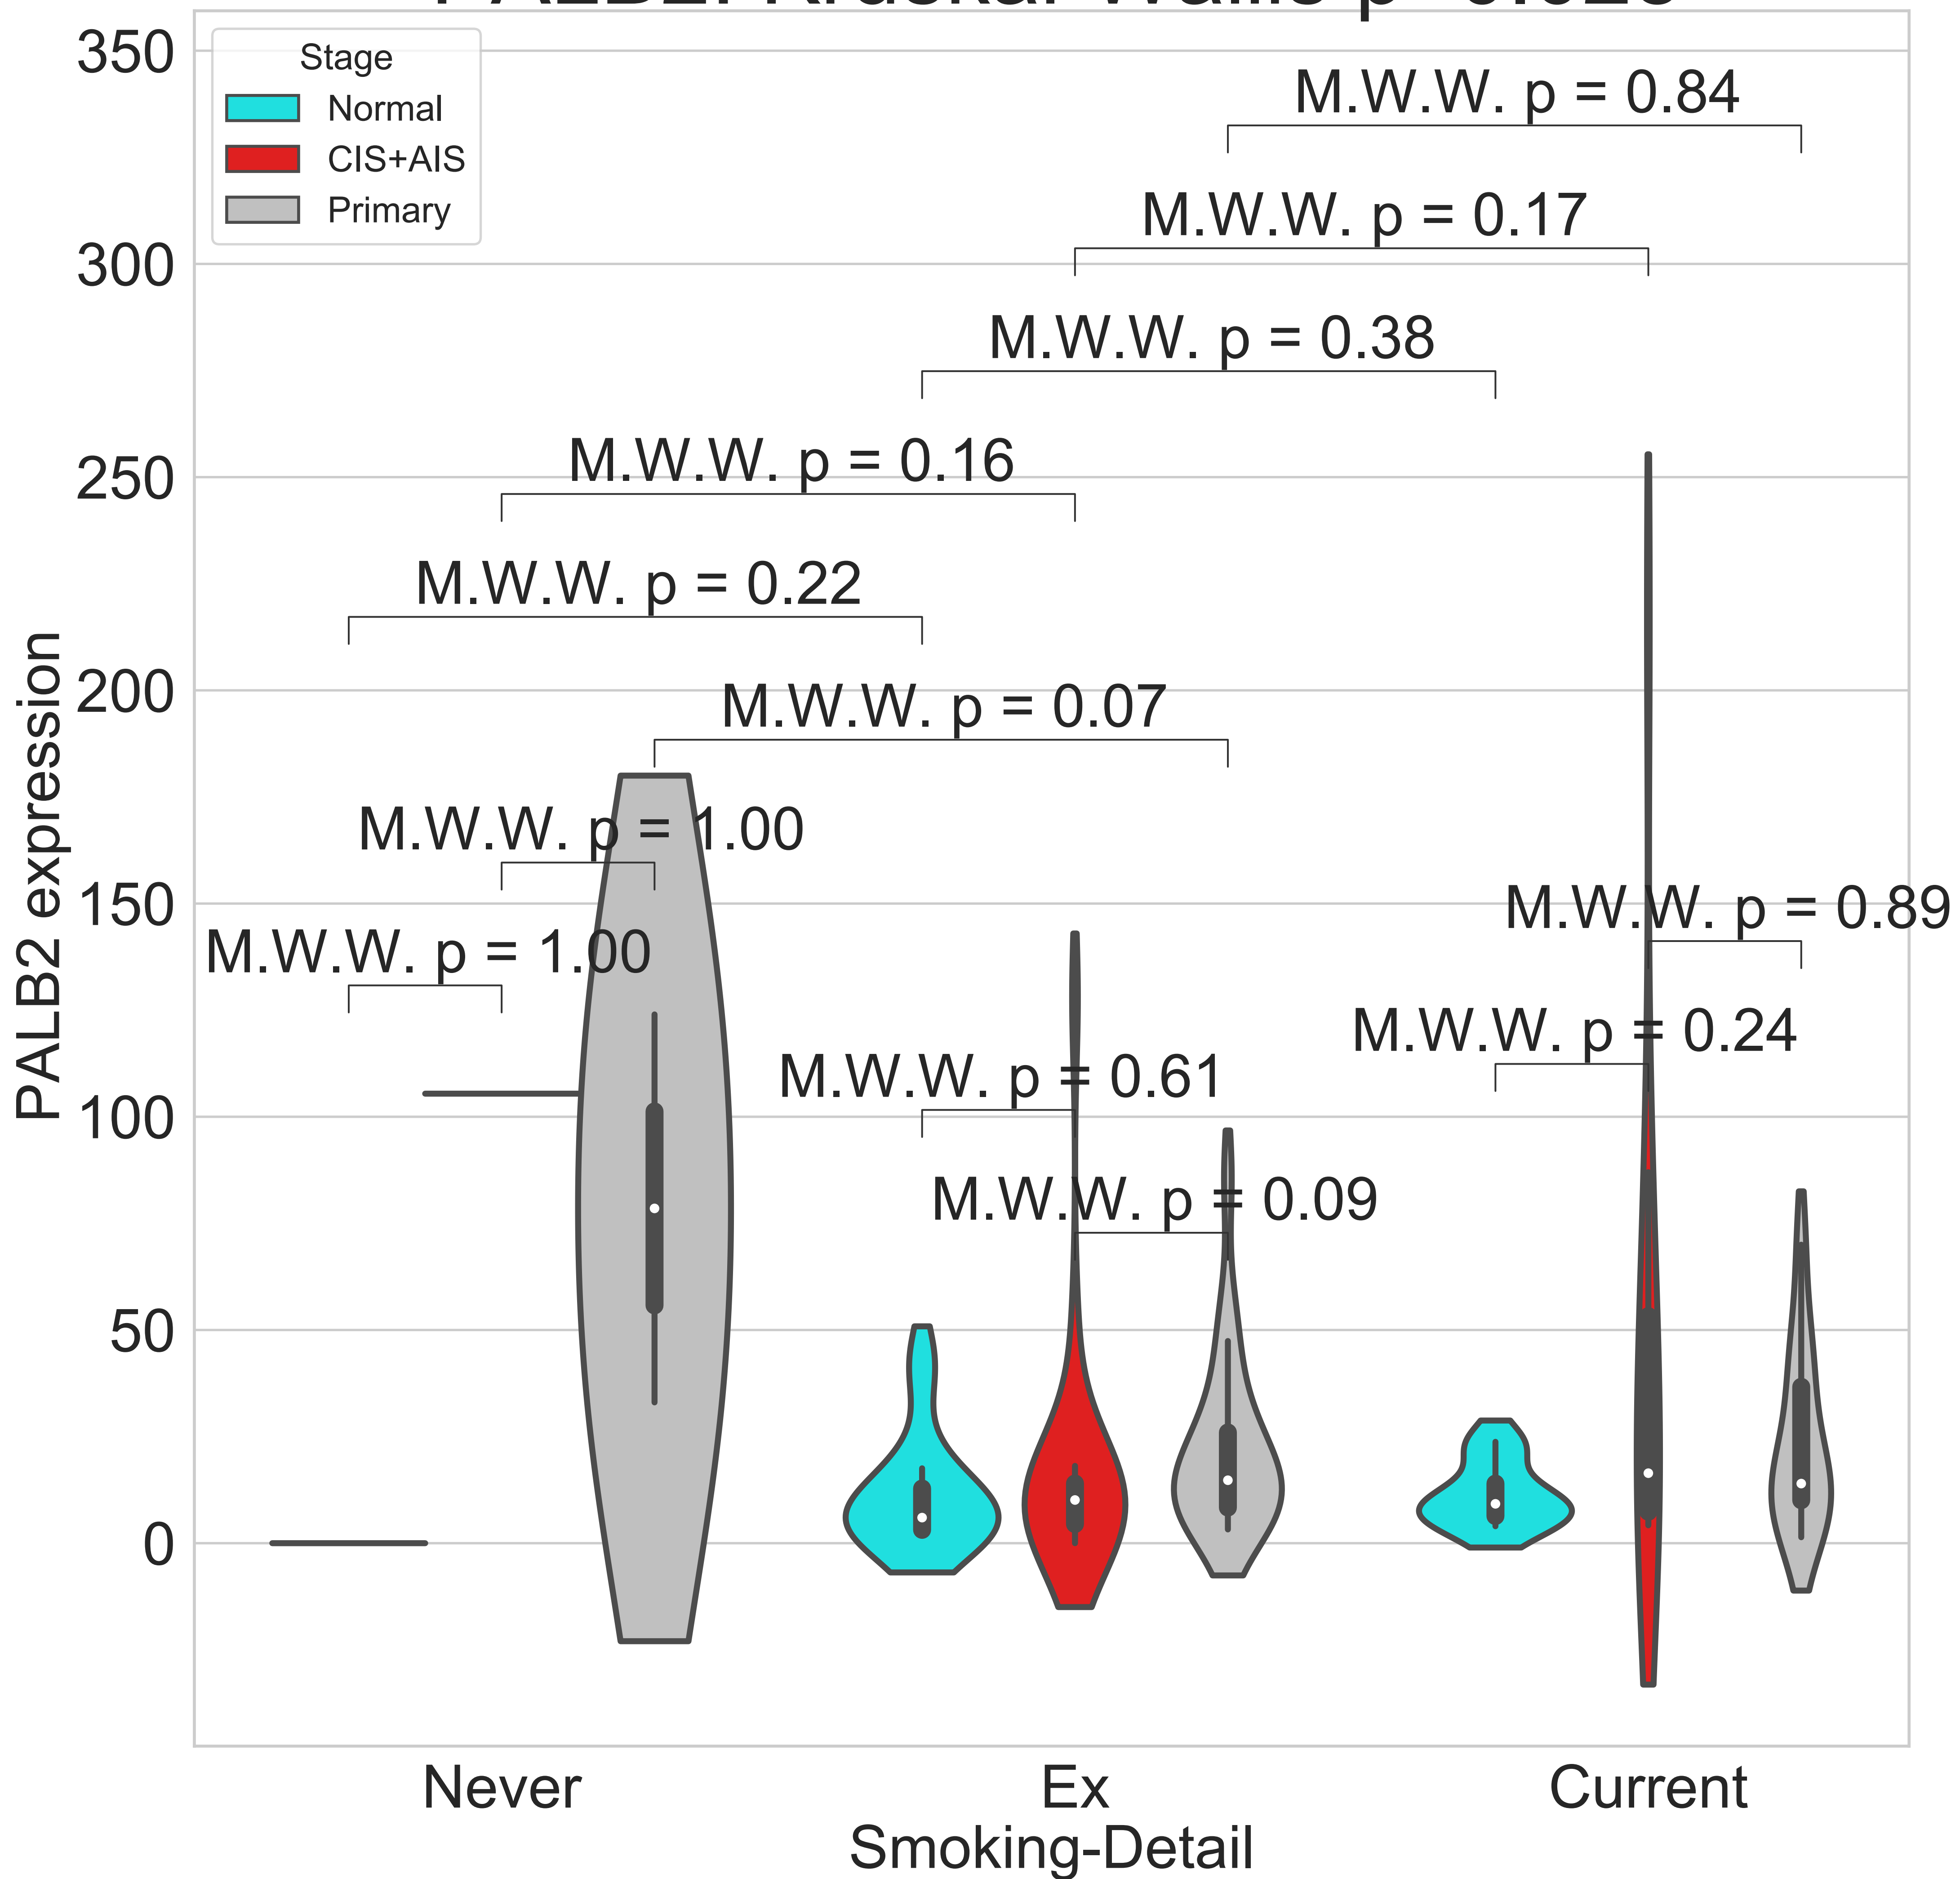 350
300
250
200
150
100
50
0
PALB2 expression
Stage
Normal
CIS+AIS
Primary
M.W.W. p = 0.84
M.W.W. p = 0.17
M.W.W. p = 0.38
M.W.W. p = 0.16
M.W.W. p = 0.22
M.W.W. p = 0.07
M.W.W. p = 1.00
M.W.W. p = 0.89
M.W.W. p = 1.00
M.W.W. p = 0.24
M.W.W. p = 0.61
M.W.W. p = 0.09
Never
Ex
Current
Smoking-Detail